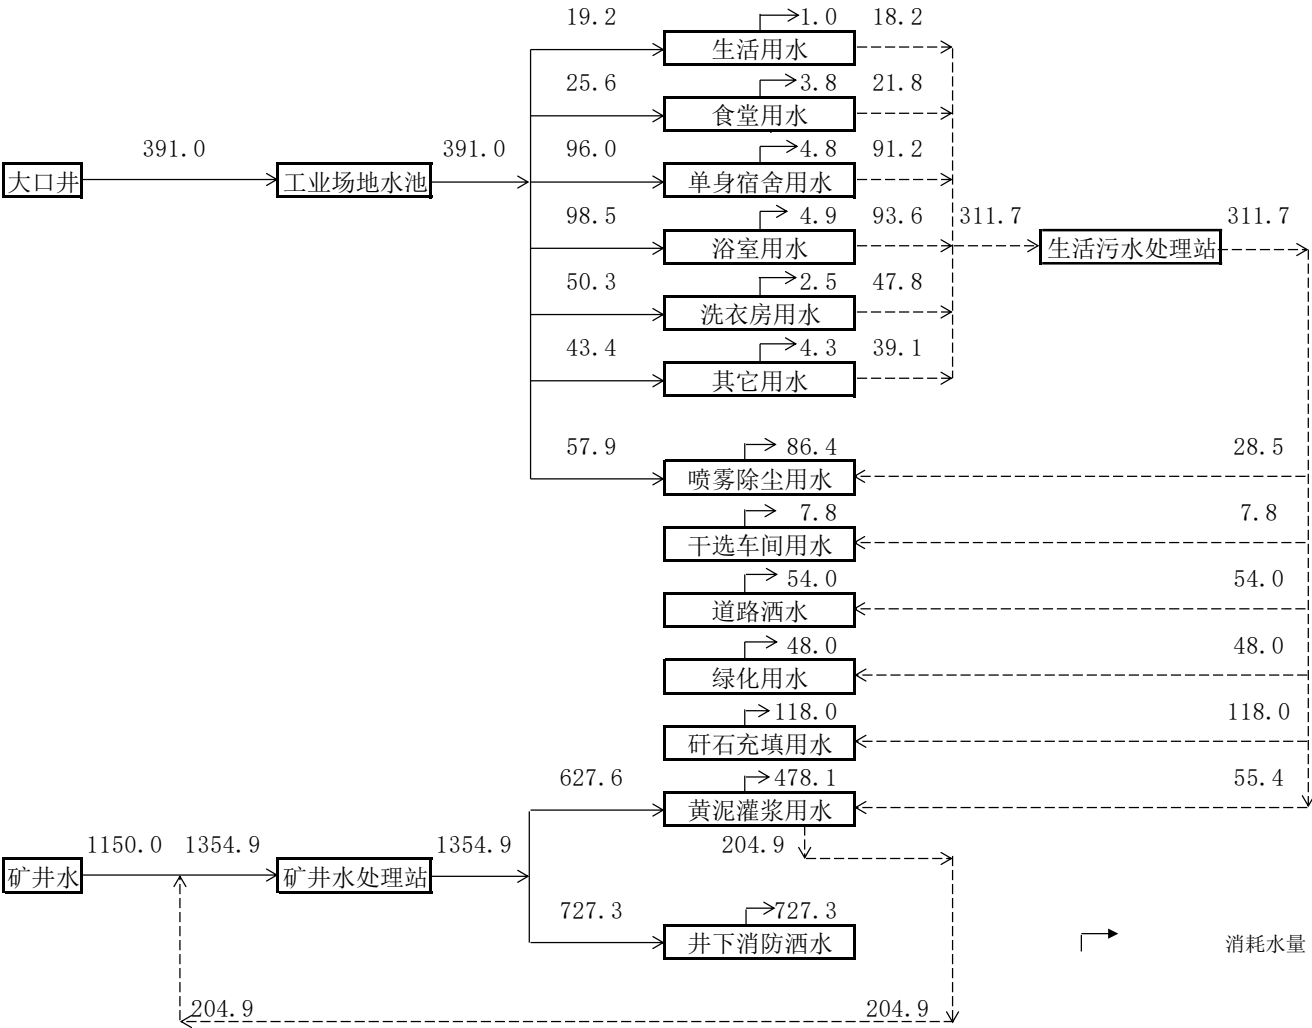 19.2 1.0 18.2
生活用水
25.6 3.8 21.8
食堂用水
391.0 391.0 96.0 4.8 91.2
大口井 工业场地水池 单身宿舍用水
98.5 4.9 93.6 311.7 311.7
浴室用水 生活污水处理站
50.3 2.5 47.8
洗衣房用水
43.4 4.3 39.1
其它用水
57.9 86.4 28.5
喷雾除尘用水
7.8 7.8
干选车间用水
54.0 54.0
道路洒水
48.0 48.0
绿化用水
118.0 118.0
矸石充填用水
627.6 478.1 55.4
黄泥灌浆用水
1150.0 1354.9 1354.9 204.9
矿井水 矿井水处理站
727.3 727.3
井下消防洒水 消耗水量
204.9 204.9